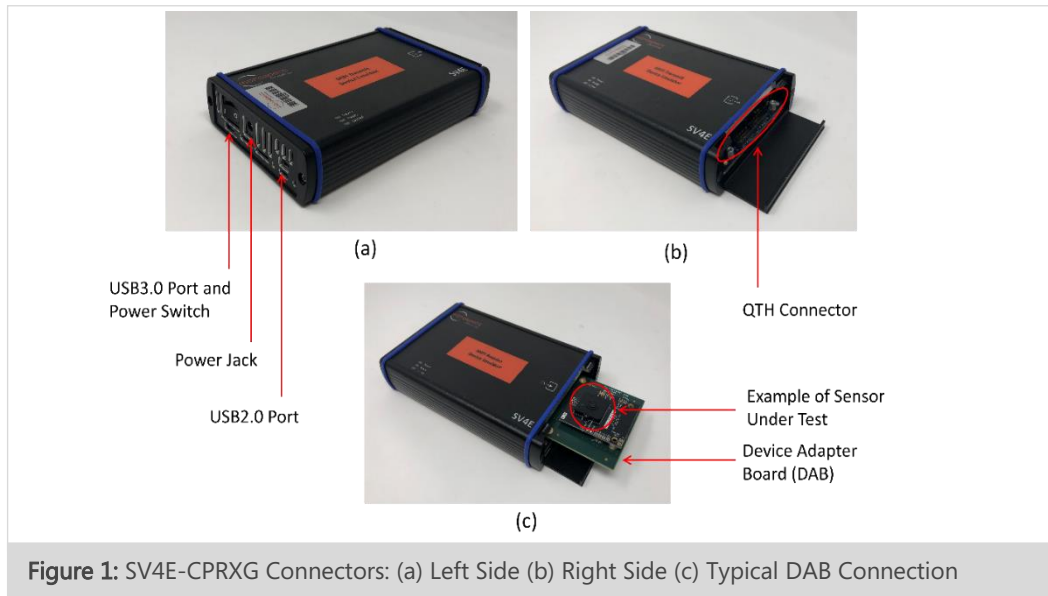 SV4E
(a)
SV4E
(b)
USB3.0 Port and
Power Switch
Power Jack
USB2.0 Port
QTH Connector
SV4E
Example of Sensor
Under Test
Device Adapter
Board (DAB)
(c)
Figure 1: SV4E-CPRXG Connectors: (a) Left Side (b) Right Side (c) Typical DAB Connection